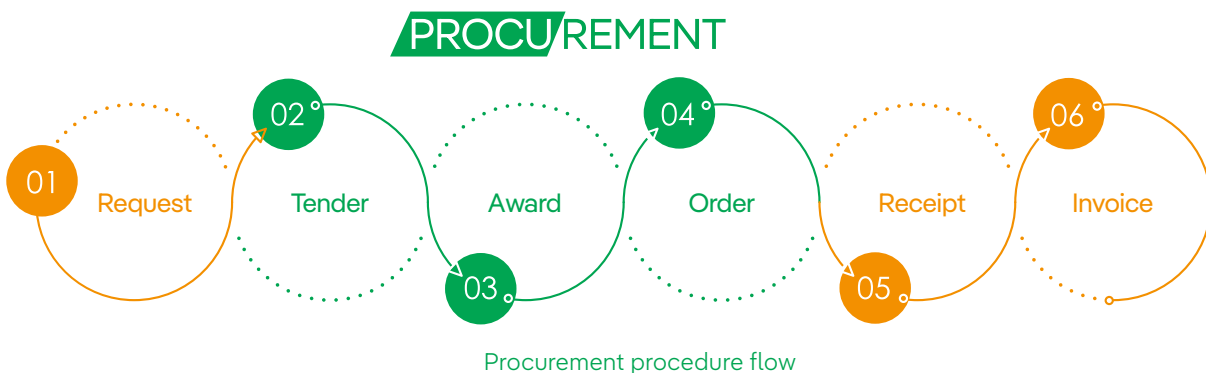 PROCUREMENT
01
Request
02
Tender
03
Award
04
Order
05
Receipt
06
Invoice
Procurement procedure flow